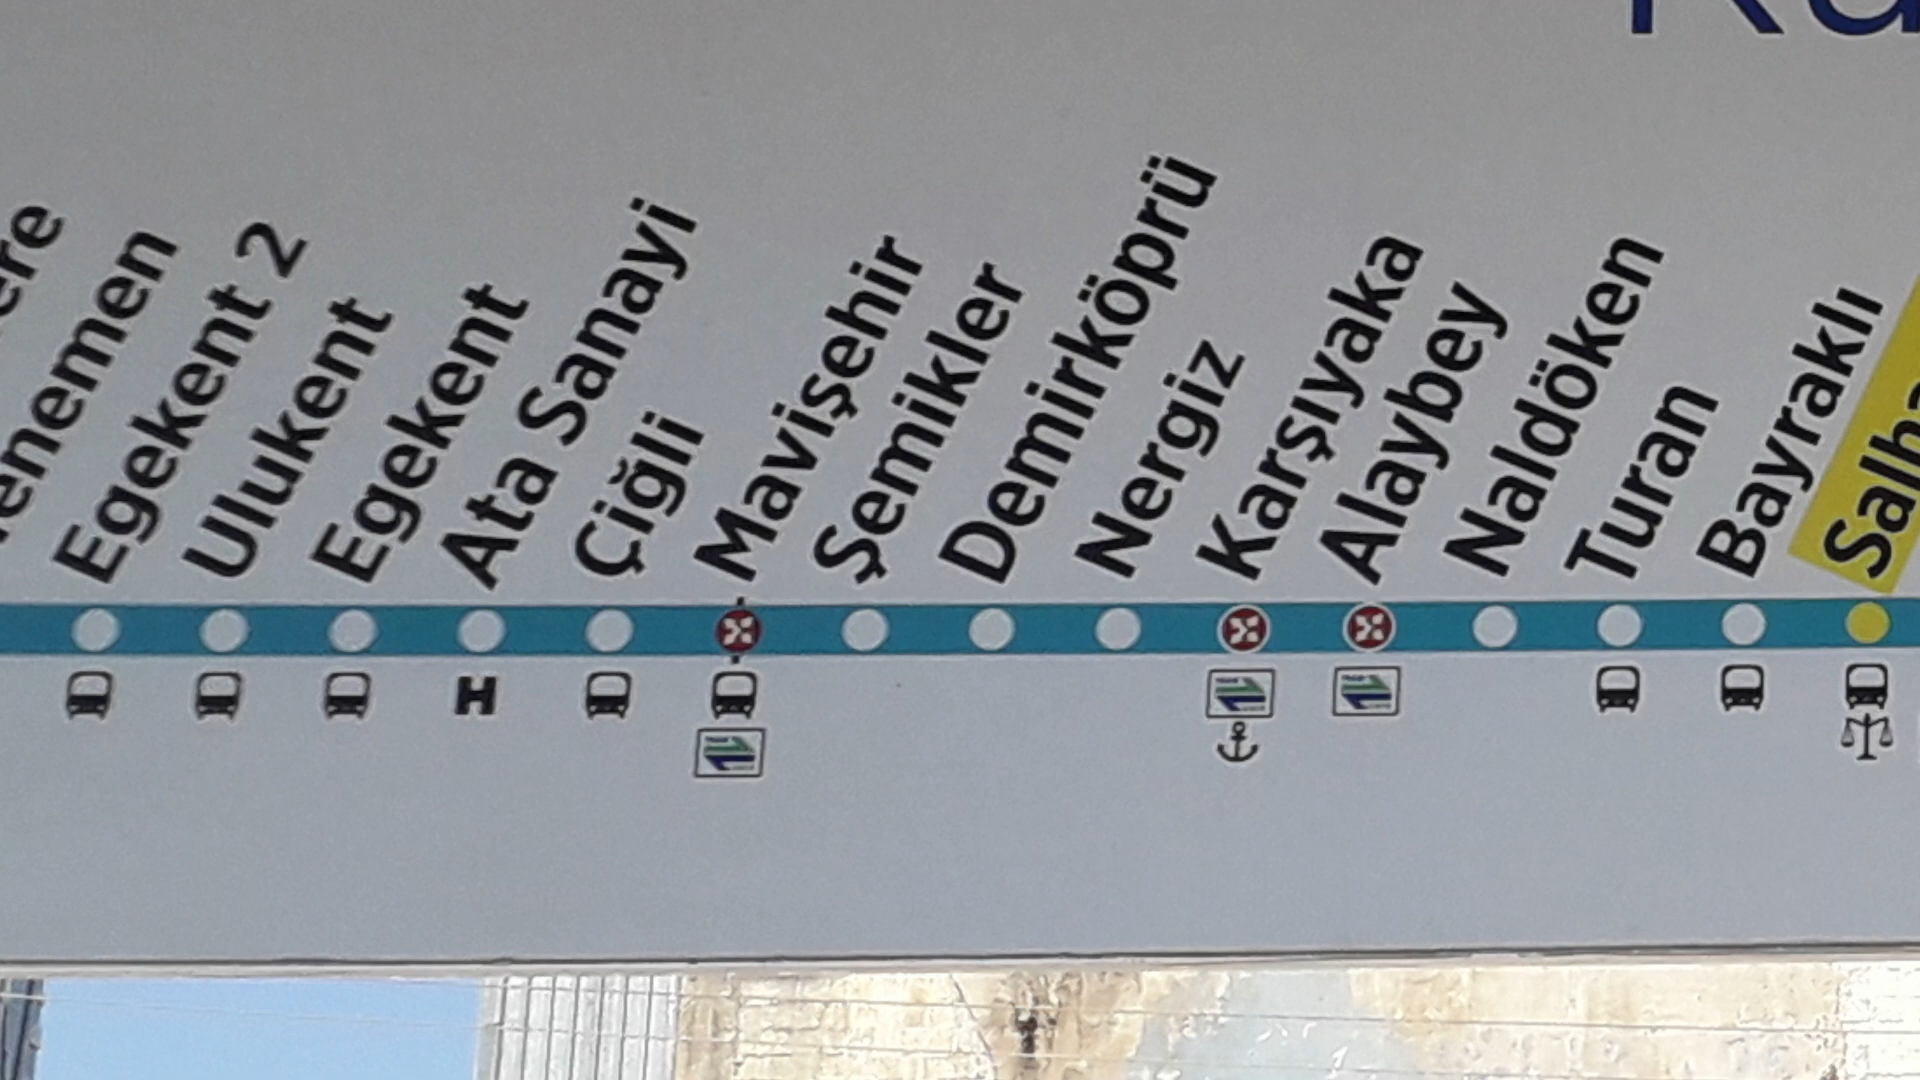 Egekent 2
Ulukent
Egekent
Ata Sanayi
Çiğli
Mavişehir
Şemikler
Demirköprü
Nergiz
Karşıyaka
Alaybey
Naldöken
Turan
Bayraklı
H